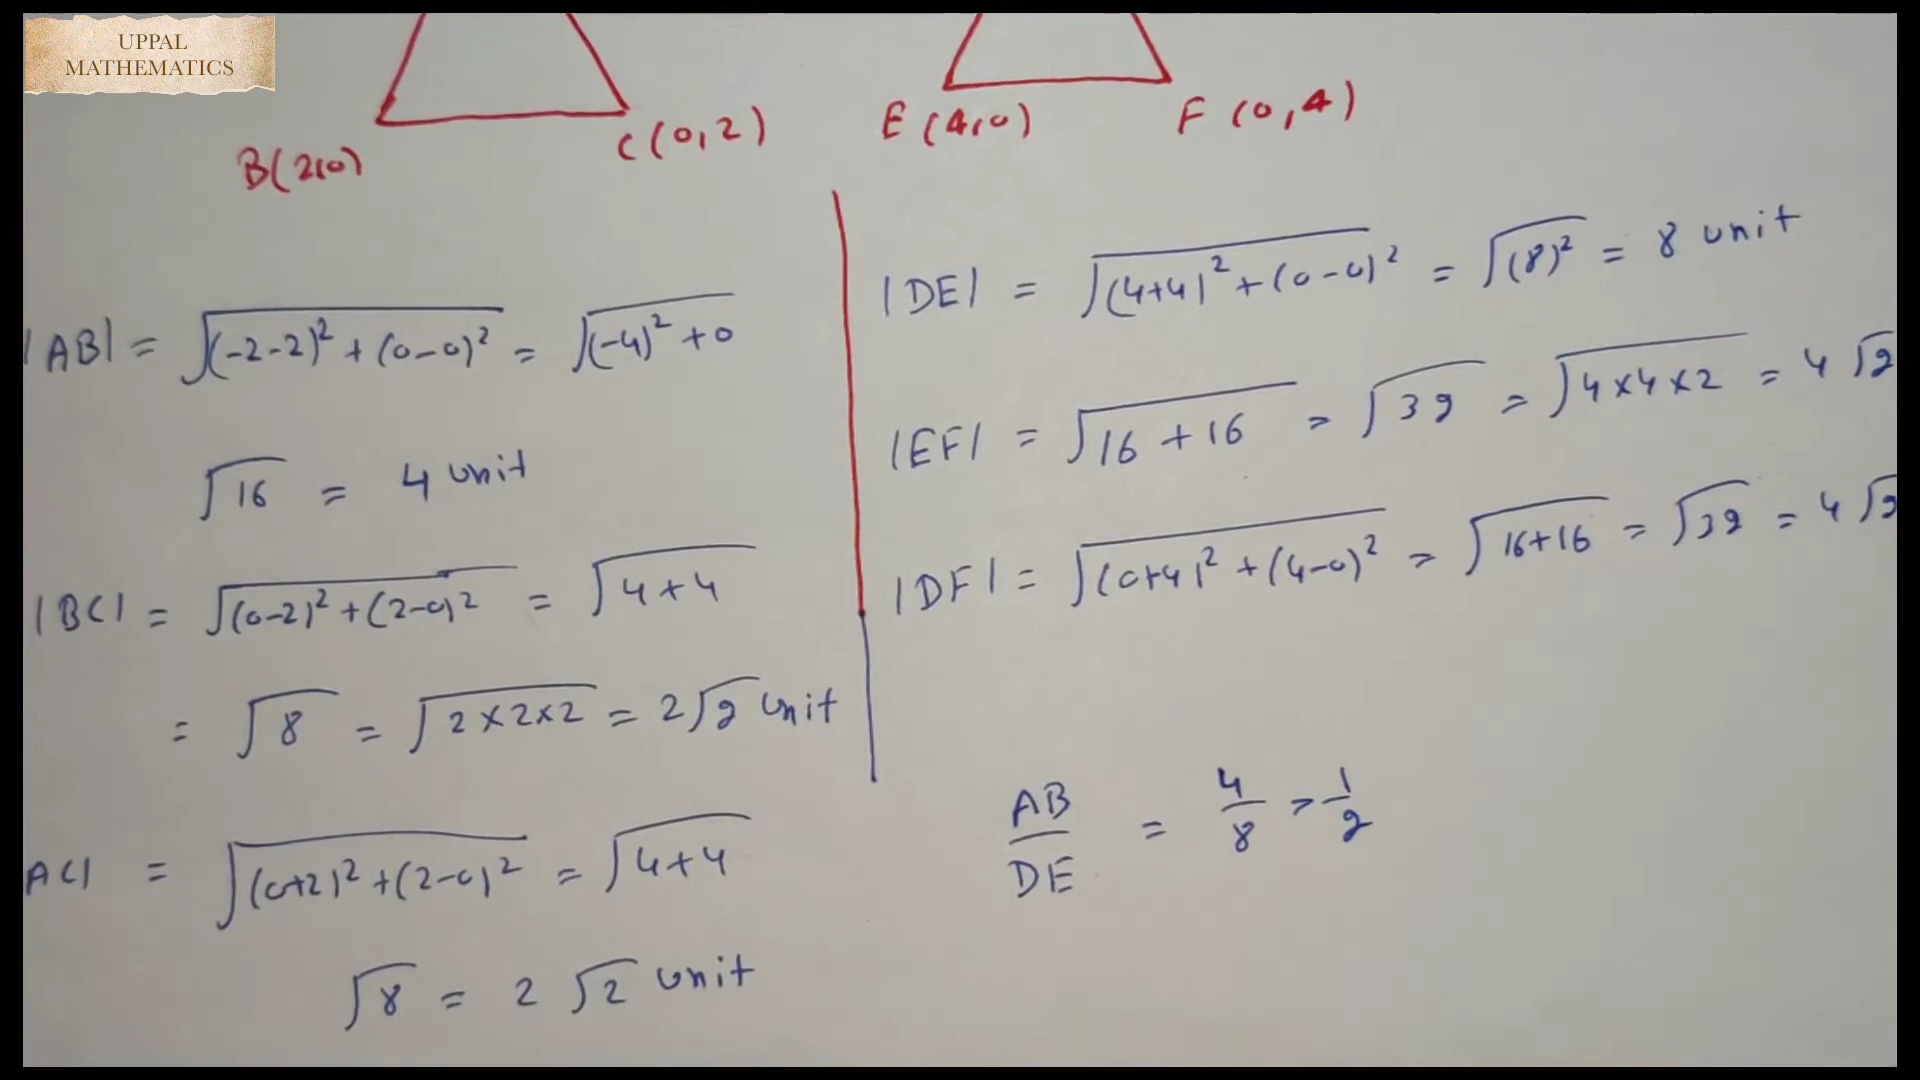 UPPAL
MATHEMATICS
B(2,0)
C(0,2)
E(4,0)
F(0,4)
|AB| = √((-2-2)² + (0-0)²) = √((-4)² + 0)
√16 = 4 unit
|BC| = √((0-2)² + (2-0)²) = √(4+4)
= √8 = √(2×2×2) = 2√2 unit
AC| = √((0+2)² + (2-0)²) = √(4+4)
√8 = 2√2 unit
|DE| = √((4+4)² + (0-0)²) = √(8)² = 8 unit
|EF| = √(16+16) = √32 = √(4×4×2) = 4√2
|DF| = √((0+4)² + (4-0)²) = √(16+16) = √32 = 4√2
AB/DE = 4/8 = 1/2